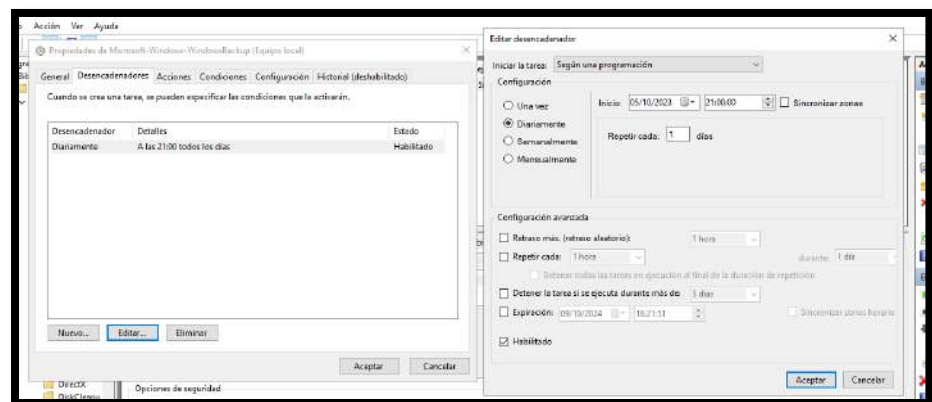 Acción Ver Ayuda
Propiedades de Microsoft-Windows-WindowsBackup (Equipo local)
General Desencadenadores Acciones Condiciones Configuración Historial (deshabilitado)
Cuando se crea una tarea, se pueden especificar las condiciones que la activarán.
Desencadenador Detalles Estado
Diariamente A las 21:00 todos los días Habilitado
Nuevo... Editar... Eliminar
Aceptar Cancelar
DirectX
DiskCleanu
Opciones de seguridad
Editar desencadenador
Iniciar la tarea: Según una programación
Configuración
Una vez
Diariamente
Semanalmente
Mensualmente
Inicio: 05/10/2023 21:00:00 Sincronizar zonas
Repetir cada: 1 días
Configuración avanzada
Retraso máx. (retraso aleatorio): 1 hora
Repetir cada: 1 hora durante: 1 día
Detener todas las tareas en ejecución al final de la duración de repetición
Detener la tarea si se ejecuta durante más de: 3 días
Expiración: 09/10/2024 16:21:51 Sincronizar zonas horaria
Habilitado
Aceptar Cancelar